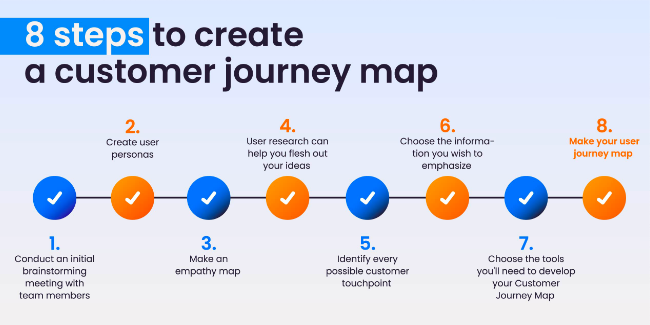 8 steps to create
a customer journey map
1.
Conduct an initial
brainstorming
meeting with
team members
2.
Create user
personas
3.
Make an
empathy map
4.
User research can
help you flesh out
your ideas
5.
Identify every
possible customer
touchpoint
6.
Choose the informa-
tion you wish to
emphasize
7.
Choose the tools
you'll need to develop
your Customer
Journey Map
8.
Make your user
journey map